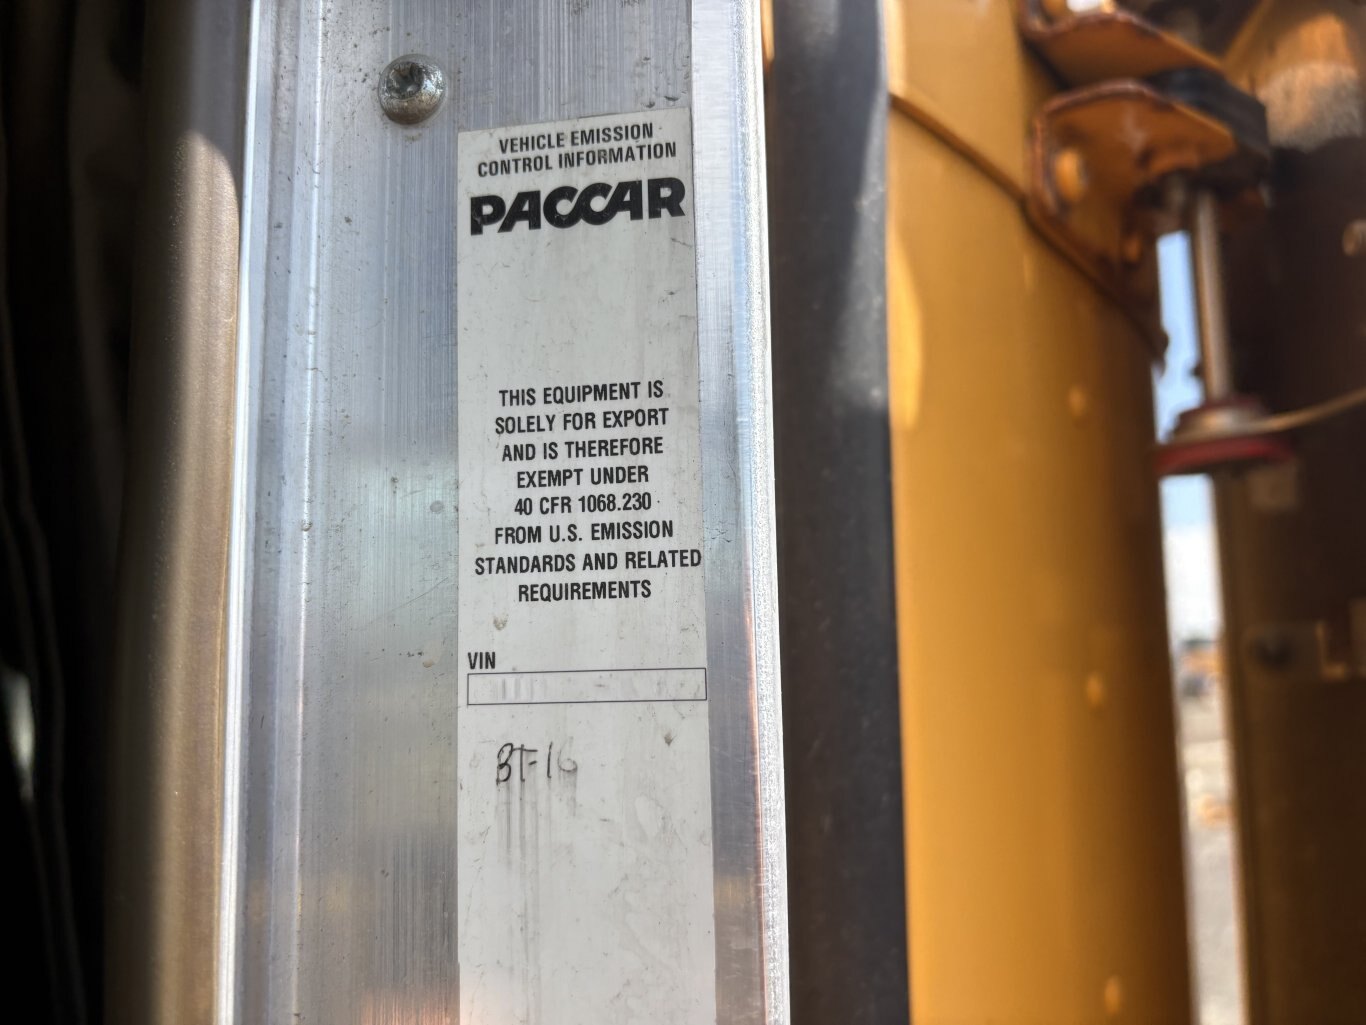 VEHICLE EMISSION
CONTROL INFORMATION
PACCAR
THIS EQUIPMENT IS
SOLELY FOR EXPORT
AND IS THEREFORE
EXEMPT UNDER
40 CFR 1068.230
FROM U.S. EMISSION
STANDARDS AND RELATED
REQUIREMENTS
VIN
BT-16